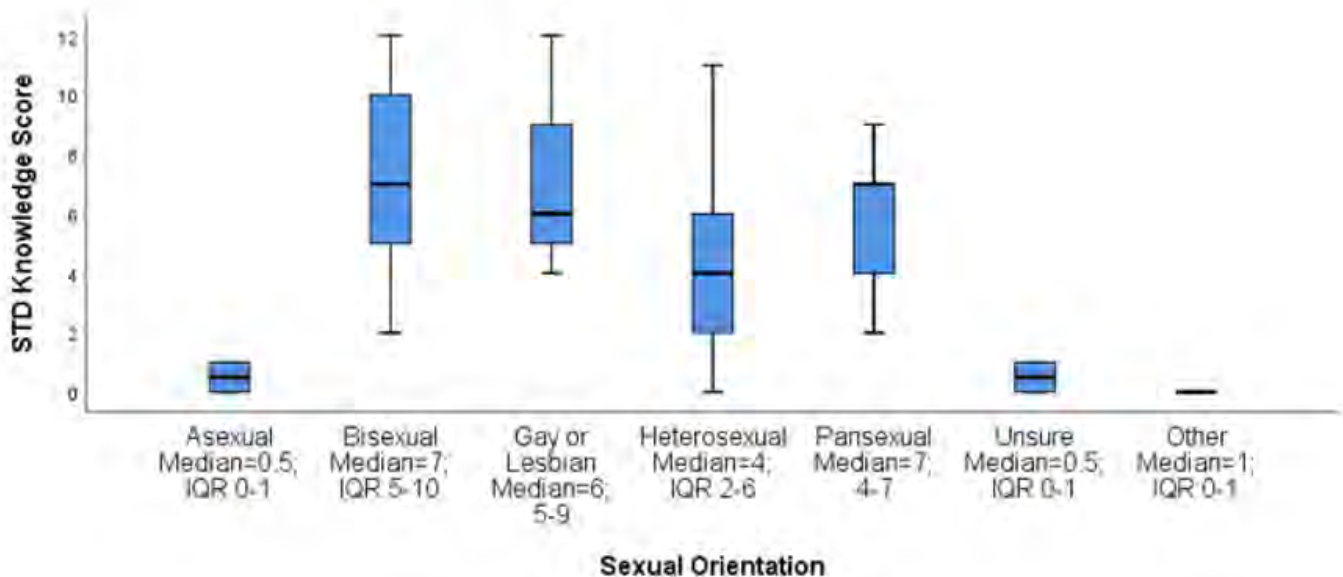 12
10
8
6
4
2
0
STD Knowledge Score
Asexual
Median=0.5;
IQR 0-1
Bisexual
Median=7;
IQR 5-10
Gay or
Lesbian
Median=6;
5-9
Heterosexual
Median=4;
IQR 2-6
Pansexual
Median=7;
4-7
Unsure
Median=0.5;
IQR 0-1
Other
Median=1;
IQR 0-1
Sexual Orientation